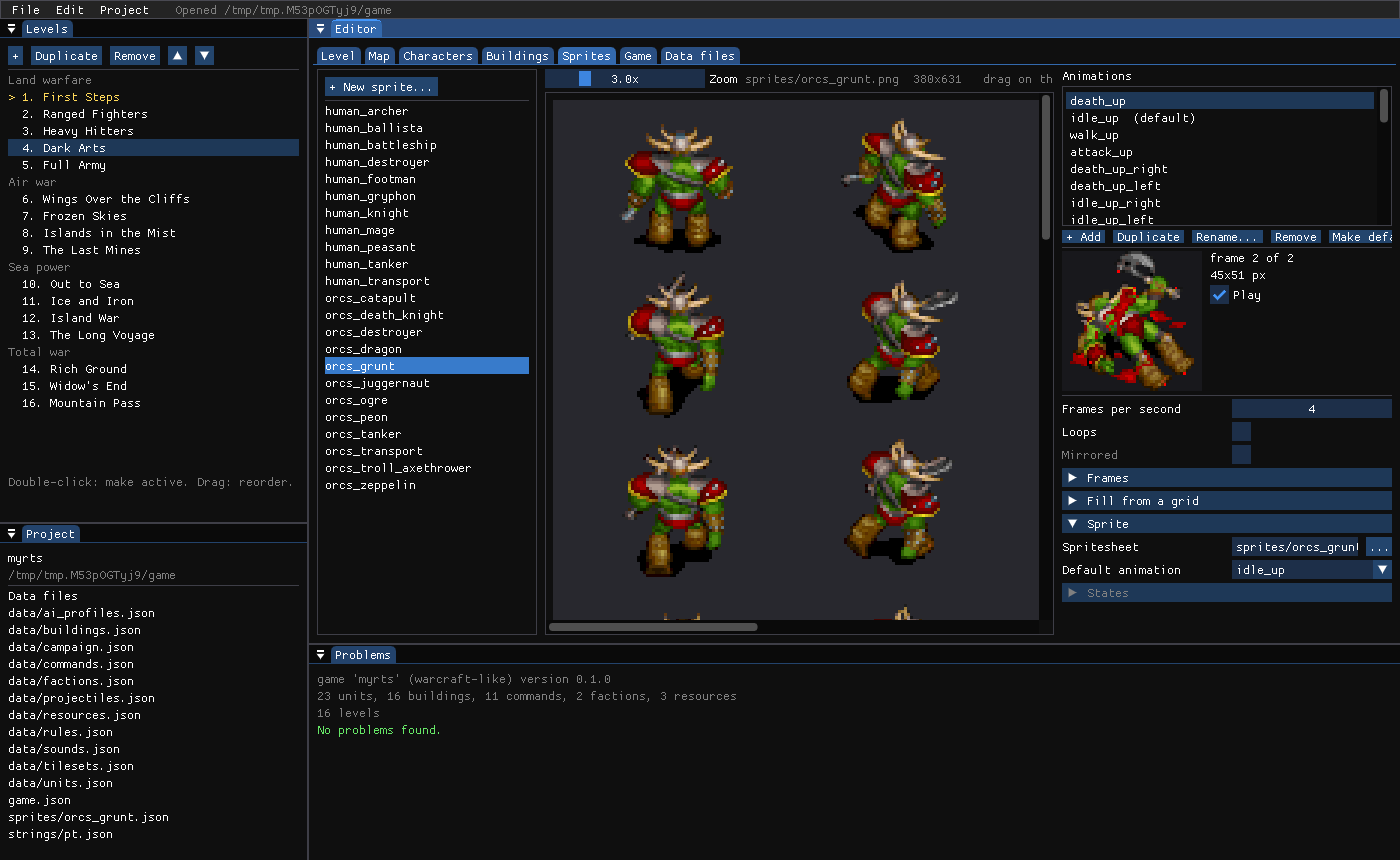 File Edit Project Opened /tmp/tmp.M53pOGTyj9/game
Levels
+ Duplicate Remove
Land warfare
> 1. First Steps
2. Ranged Fighters
3. Heavy Hitters
4. Dark Arts
5. Full Army
Air war
6. Wings Over the Cliffs
7. Frozen Skies
8. Islands in the Mist
9. The Last Mines
Sea power
10. Out to Sea
11. Ice and Iron
12. Island War
13. The Long Voyage
Total war
14. Rich Ground
15. Widow's End
16. Mountain Pass
Double-click: make active. Drag: reorder.
Project
myrts
/tmp/tmp.M53pOGTyj9/game
Data files
data/ai_profiles.json
data/buildings.json
data/campaign.json
data/commands.json
data/factions.json
data/projectiles.json
data/resources.json
data/rules.json
data/sounds.json
data/tilesets.json
data/units.json
game.json
sprites/orcs_grunt.json
strings/pt.json
Editor
Level Map Characters Buildings Sprites Game Data files
+ New sprite...
human_archer
human_ballista
human_battleship
human_destroyer
human_footman
human_gryphon
human_knight
human_mage
human_peasant
human_tanker
human_transport
orcs_catapult
orcs_death_knight
orcs_destroyer
orcs_dragon
orcs_grunt
orcs_juggernaut
orcs_ogre
orcs_peon
orcs_tanker
orcs_transport
orcs_troll_axethrower
orcs_zeppelin
3.0x Zoom sprites/orcs_grunt.png 380x631 drag on th
Animations
death_up
idle_up (default)
walk_up
attack_up
death_up_right
death_up_left
idle_up_right
idle_up_left
+ Add Duplicate Rename... Remove Make defa
frame 2 of 2
45x51 px
Play
Frames per second 4
Loops
Mirrored
Frames
Fill from a grid
Sprite
Spritesheet sprites/orcs_grunt ...
Default animation idle_up
States
Problems
game 'myrts' (warcraft-like) version 0.1.0
23 units, 16 buildings, 11 commands, 2 factions, 3 resources
16 levels
No problems found.